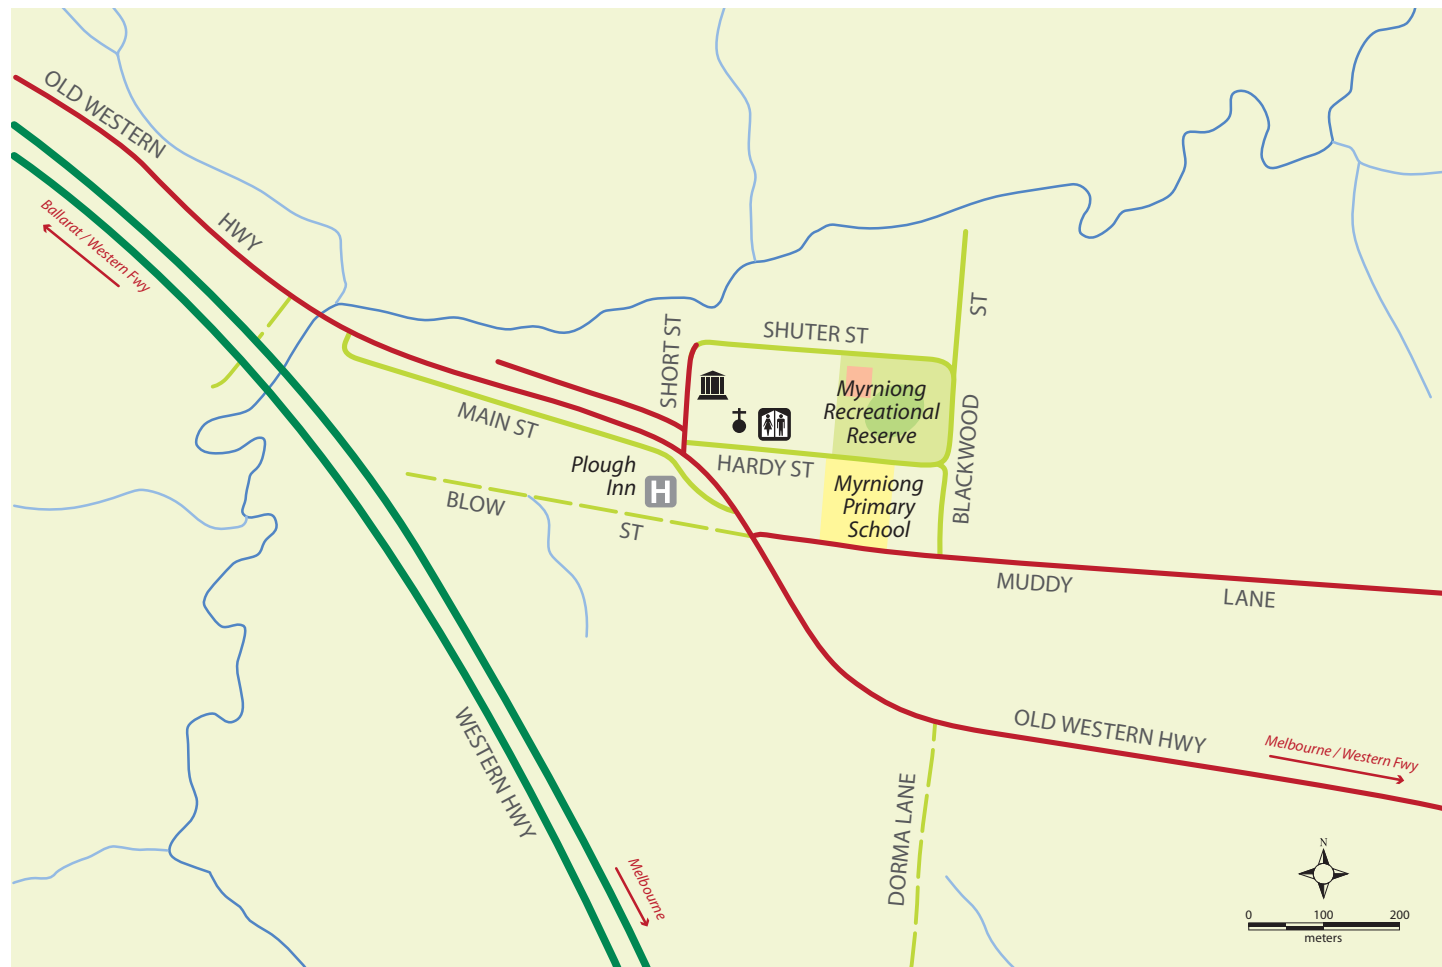 OLD WESTERN
HWY
Ballarat / Western Fwy
SHORT ST
SHUTER ST
ST
Myrniong
Recreational
Reserve
MAIN ST
HARDY ST
BLACKWOOD
Plough
Inn
H
Myrniong
Primary
School
BLOW
ST
MUDDY
LANE
WESTERN HWY
OLD WESTERN HWY
Melbourne / Western Fwy
DORMA LANE
Melbourne
N
0 100 200
meters